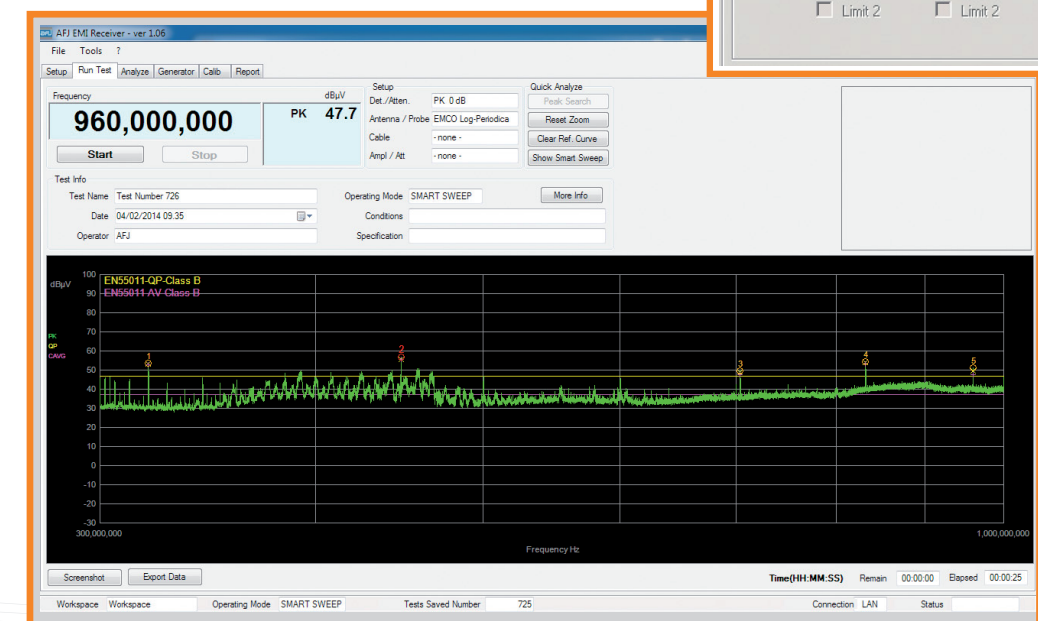 Limit 2 Limit 2
AFJ EMI Receiver - ver 1.06
File Tools ?
Setup Run Test Analyze Generator Calib Report
Frequency dBµV Setup Quick Analyze
960,000,000 PK 47.7 Det./Atten. PK 0 dB Peak Search
Antenna / Probe EMCO Log-Periodica Reset Zoom
Cable - none - Clear Ref. Curve
Start Stop Ampl / Att - none - Show Smart Sweep
Test Info
Test Name Test Number 726 Operating Mode SMART SWEEP More Info
Date 04/02/2014 09.35 Conditions
Operator AFJ Specification
dBµV 100 EN55011-QP-Class B
90 EN55011-AV-Class B
80
PK 70
QP
CAVG 60 1 2 3 4 5
50
40
30
20
10
0
-10
-20
-30
300,000,000 1,000,000,000
Frequency Hz
Screenshot Export Data Time(HH:MM:SS) Remain 00:00:00 Elapsed 00:00:25
Workspace Workspace Operating Mode SMART SWEEP Tests Saved Number 725 Connection LAN Status